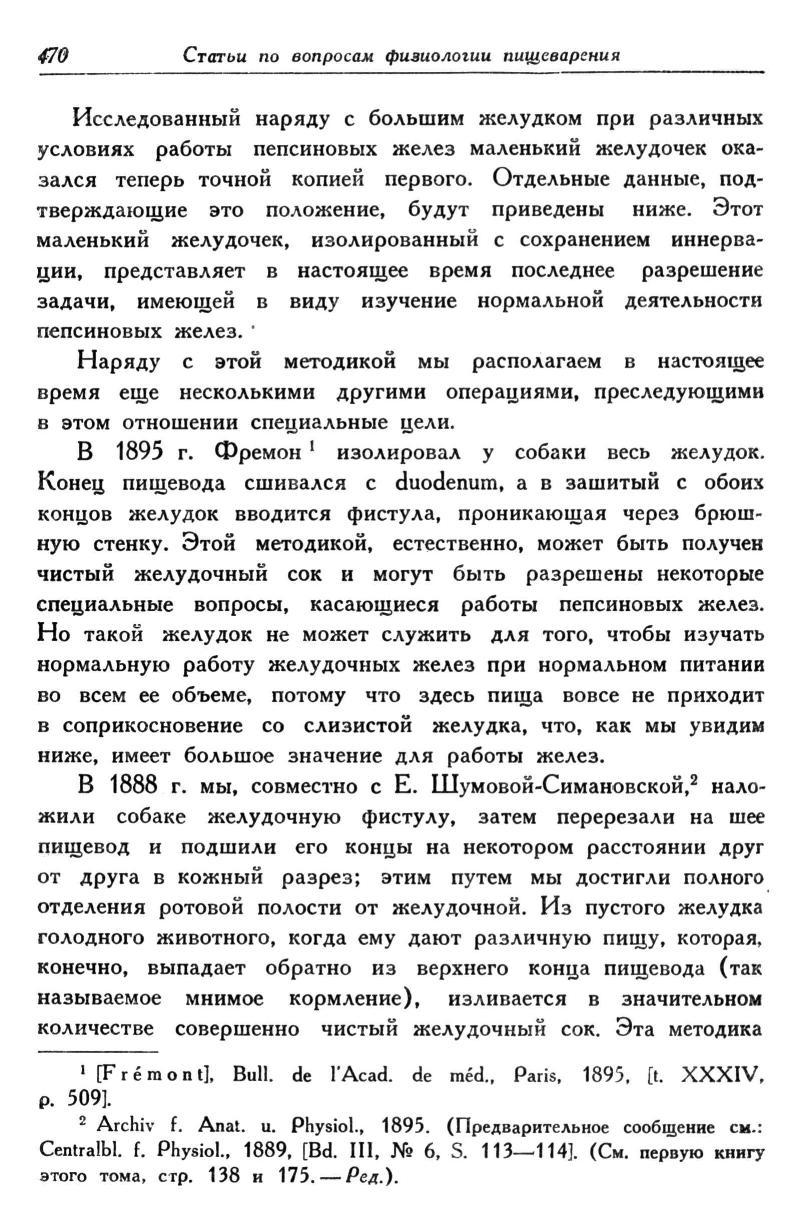 470 Статьи по вопросам физиологии пищеварения
Исследованный наряду с большим желудком при различных
условиях работы пепсиновых желез маленький желудочек ока-
зался теперь точной копией первого. Отдельные данные, под-
тверждающие это положение, будут приведены ниже. Этот
маленький желудочек, изолированный с сохранением иннерва-
ции, представляет в настоящее время последнее разрешение
задачи, имеющей в виду изучение нормальной деятельности
пепсиновых желез.
Наряду с этой методикой мы располагаем в настоящее
время еще несколькими другими операциями, преследующими
в этом отношении специальные цели.
В 1895 г. Фремон ¹ изолировал у собаки весь желудок.
Конец пищевода сшивался с duodenum, а в зашитый с обоих
концов желудок вводится фистула, проникающая через брюш-
ную стенку. Этой методикой, естественно, может быть получен
чистый желудочный сок и могут быть разрешены некоторые
специальные вопросы, касающиеся работы пепсиновых желез.
Но такой желудок не может служить для того, чтобы изучать
нормальную работу желудочных желез при нормальном питании
во всем ее объеме, потому что здесь пища вовсе не приходит
в соприкосновение со слизистой желудка, что, как мы увидим
ниже, имеет большое значение для работы желез.
В 1888 г. мы, совместно с Е. Шумовой-Симановской,² нало-
жили собаке желудочную фистулу, затем перерезали на шее
пищевод и подшили его концы на некотором расстоянии друг
от друга в кожный разрез; этим путем мы достигли полного
отделения ротовой полости от желудочной. Из пустого желудка
голодного животного, когда ему дают различную пищу, которая,
конечно, выпадает обратно из верхнего конца пищевода (так
называемое мнимое кормление), изливается в значительном
количестве совершенно чистый желудочный сок. Эта методика
¹ [Frémont], Bull. de l'Acad. de méd., Paris, 1895, [t. XXXIV,
p. 509].
² Archiv f. Anat. u. Physiol., 1895. (Предварительное сообщение см.:
Centralbl. f. Physiol., 1889, [Bd. III, № 6, S. 113—114]. (См. первую книгу
этого тома, стр. 138 и 175. — Ред.).